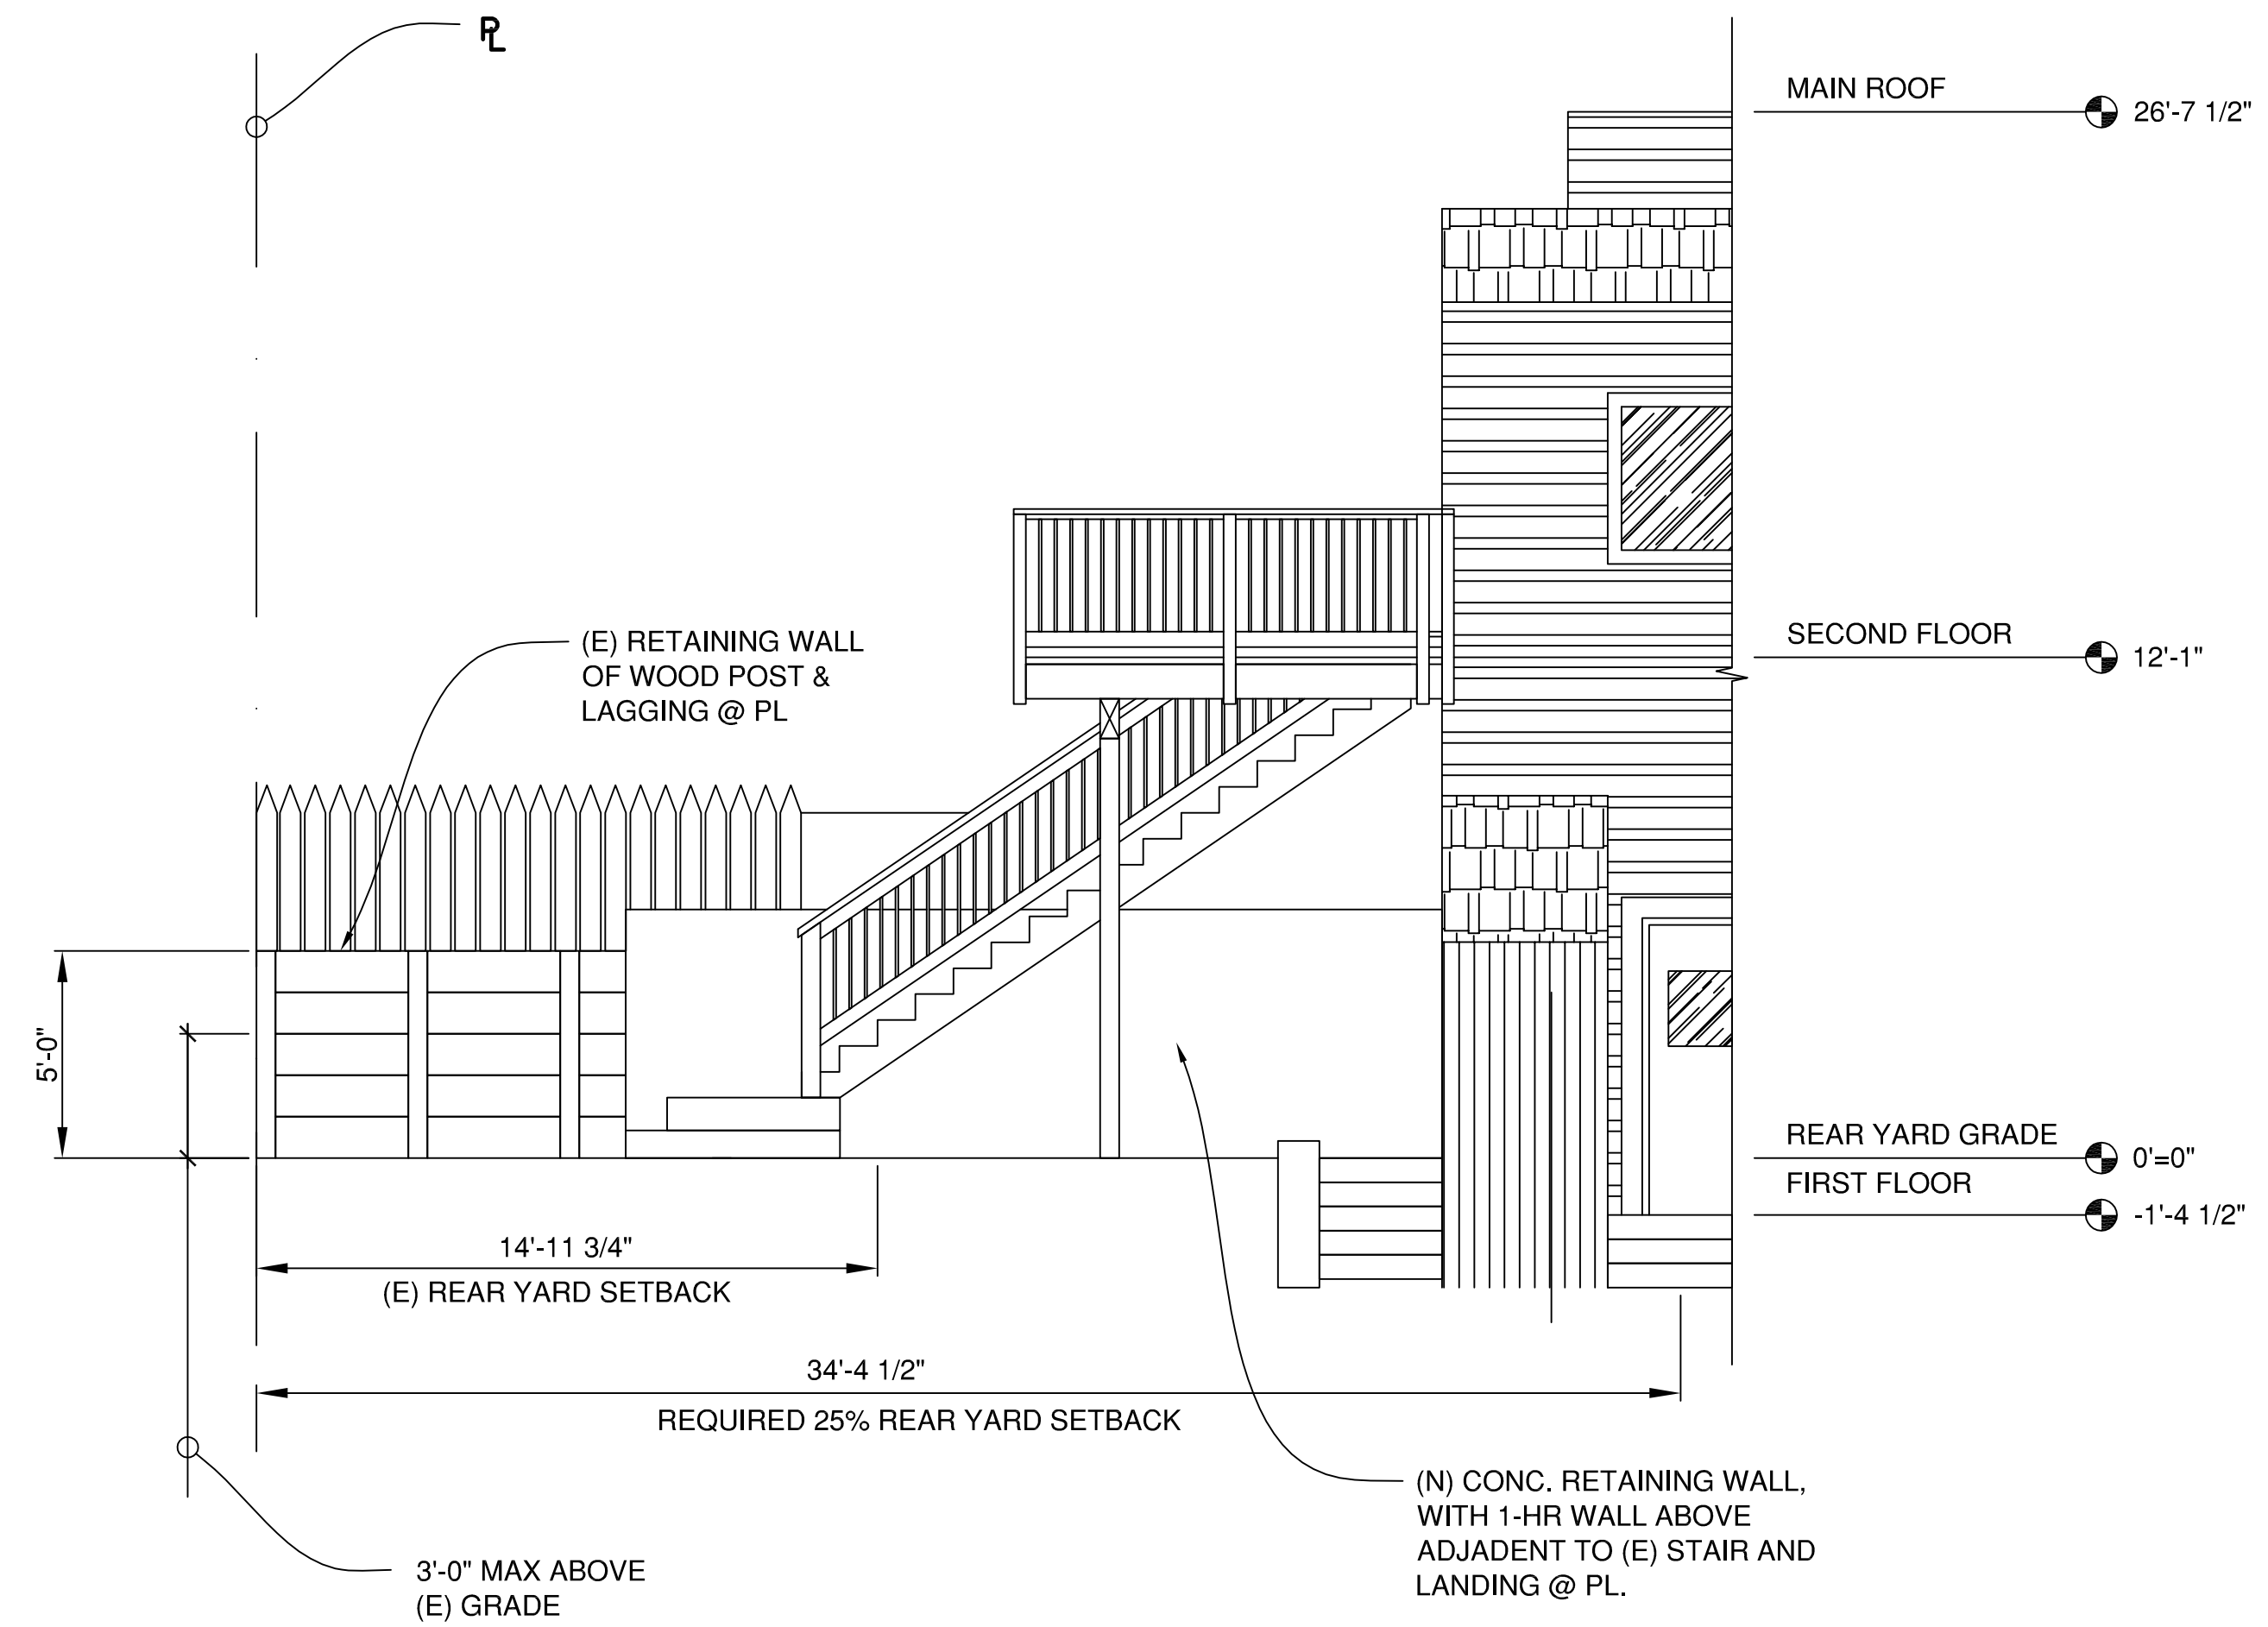 PL
MAIN ROOF
26'-7 1/2"
(E) RETAINING WALL
OF WOOD POST &
LAGGING @ PL
SECOND FLOOR
12'-1"
5'-0"
REAR YARD GRADE
0'=0"
FIRST FLOOR
-1'-4 1/2"
14'-11 3/4"
(E) REAR YARD SETBACK
34'-4 1/2"
REQUIRED 25% REAR YARD SETBACK
(N) CONC. RETAINING WALL,
WITH 1-HR WALL ABOVE
ADJADENT TO (E) STAIR AND
LANDING @ PL.
3'-0" MAX ABOVE
(E) GRADE